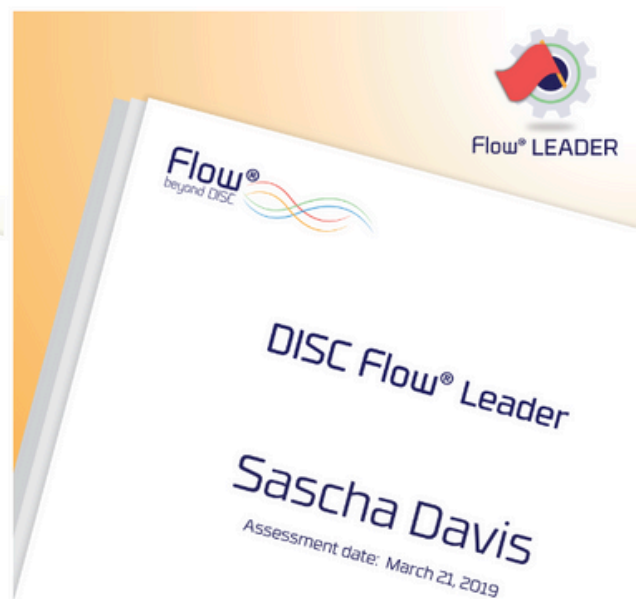 Flow® LEADER
Flow®
beyond DISC
DISC Flow® Leader
Sascha Davis
Assessment date: March 21, 2019